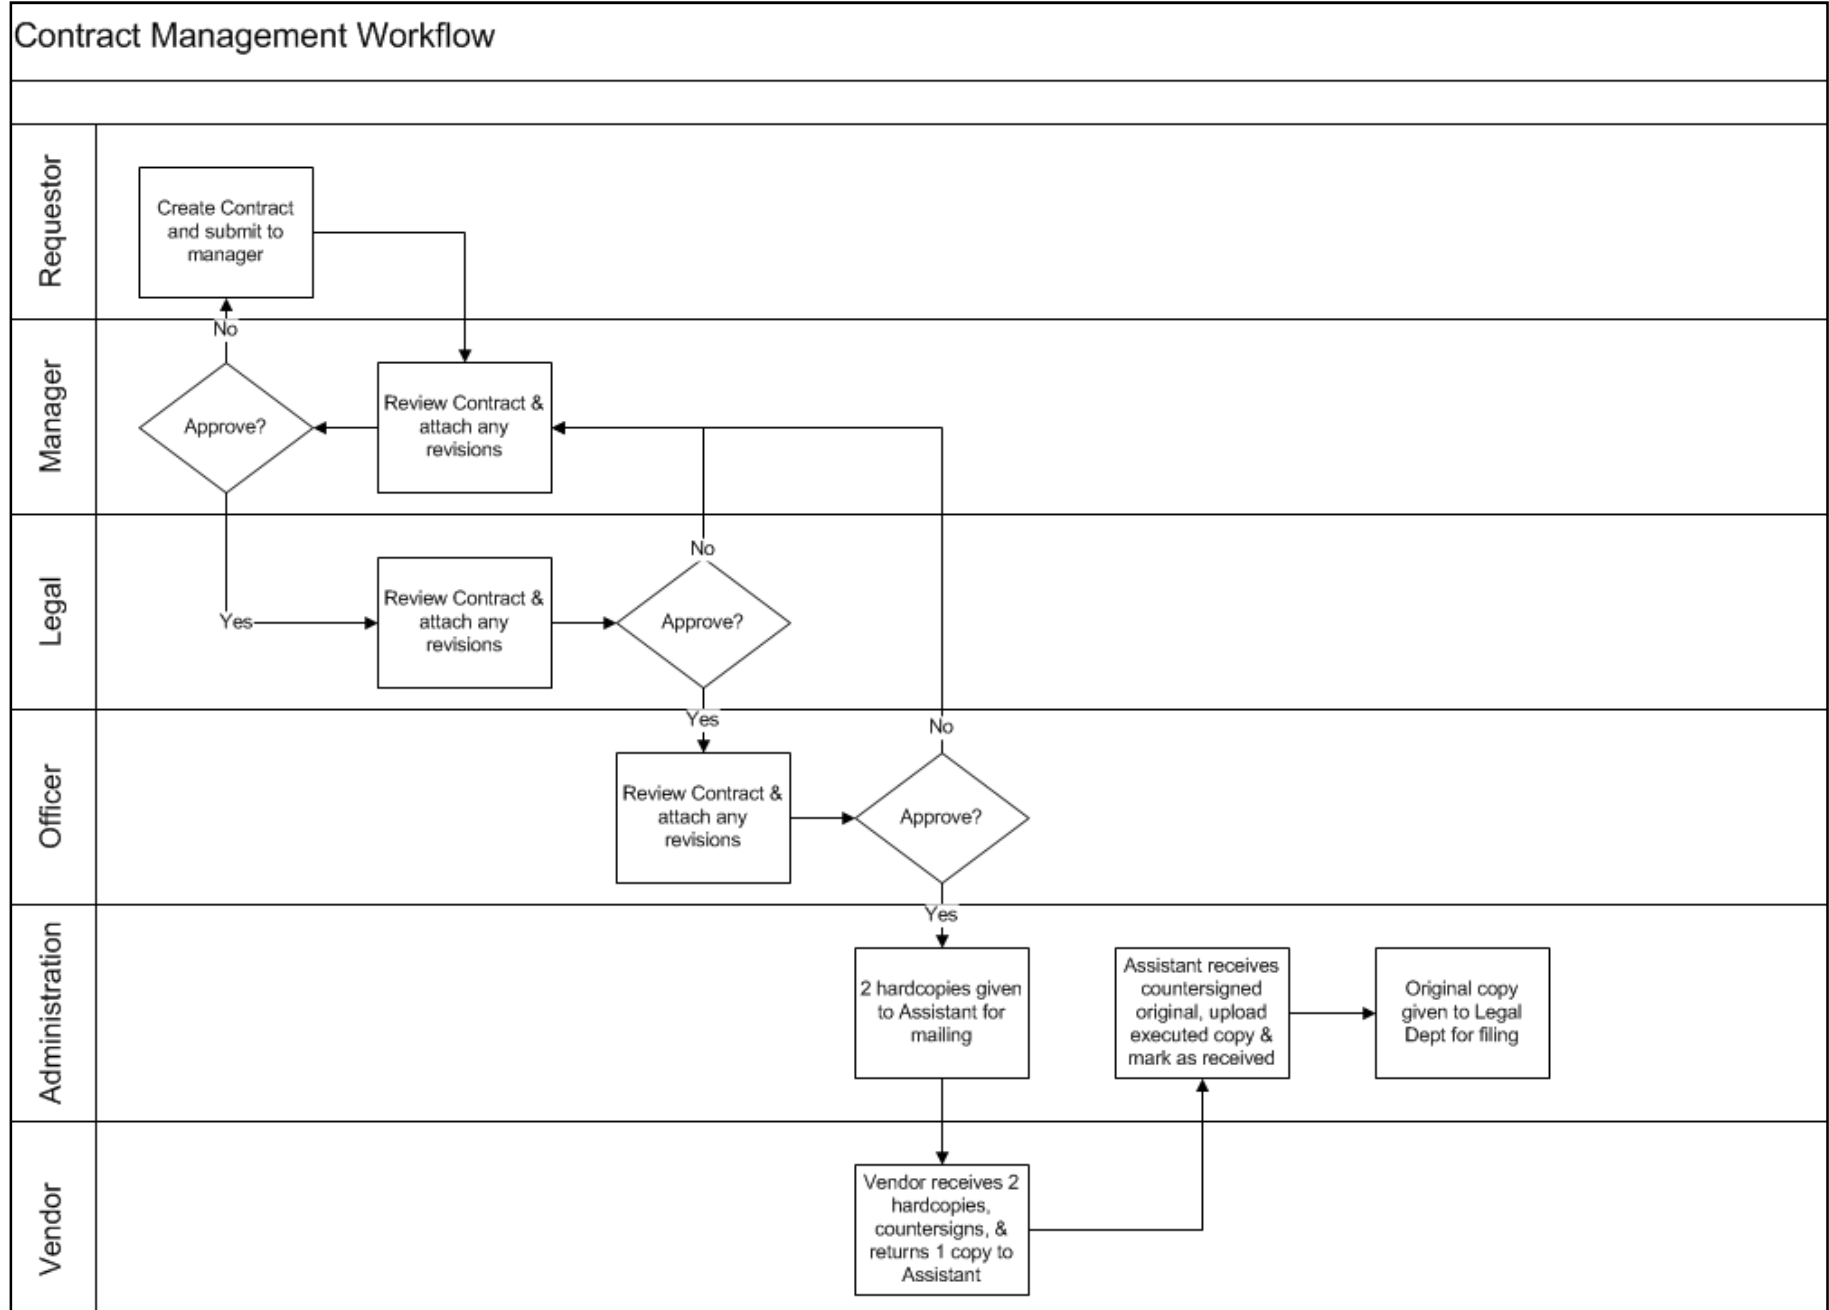 Contract Management Workflow
Requestor
Create Contract
and submit to
manager
Manager
No
Approve?
Review Contract &
attach any
revisions
Legal
Yes
Review Contract &
attach any
revisions
No
Approve?
Officer
Yes
Review Contract &
attach any
revisions
No
Approve?
Administration
Yes
2 hardcopies given
to Assistant for
mailing
Assistant receives
countersigned
original, upload
executed copy &
mark as received
Original copy
given to Legal
Dept for filing
Vendor
Vendor receives 2
hardcopies,
countersigns, &
returns 1 copy to
Assistant